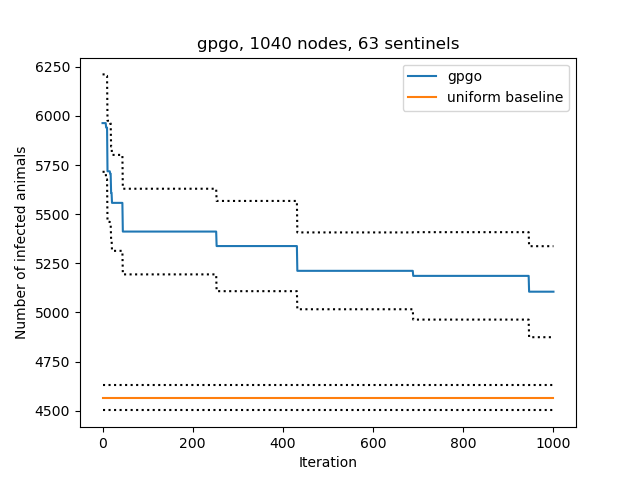 gpgo, 1040 nodes, 63 sentinels
6250
6000
5750
5500
5250
5000
4750
4500
Number of infected animals
gpgo
uniform baseline
0 200 400 600 800 1000
Iteration